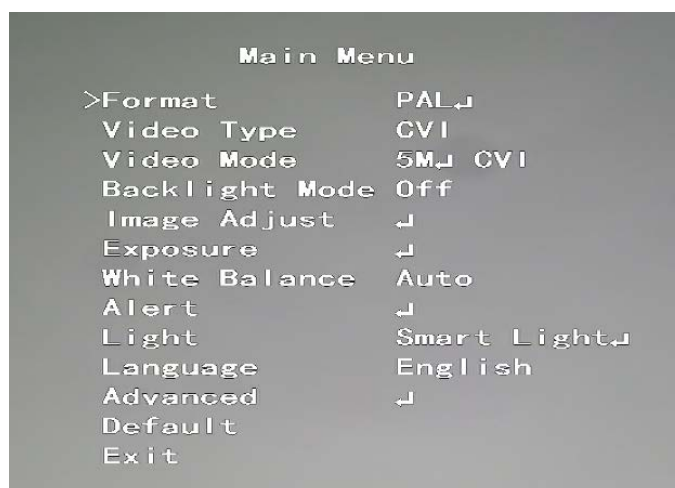 Main Menu
>Format PAL↵
Video Type CVI
Video Mode 5M↵ CVI
Backlight Mode Off
Image Adjust ↵
Exposure ↵
White Balance Auto
Alert ↵
Light Smart Light↵
Language English
Advanced ↵
Default
Exit